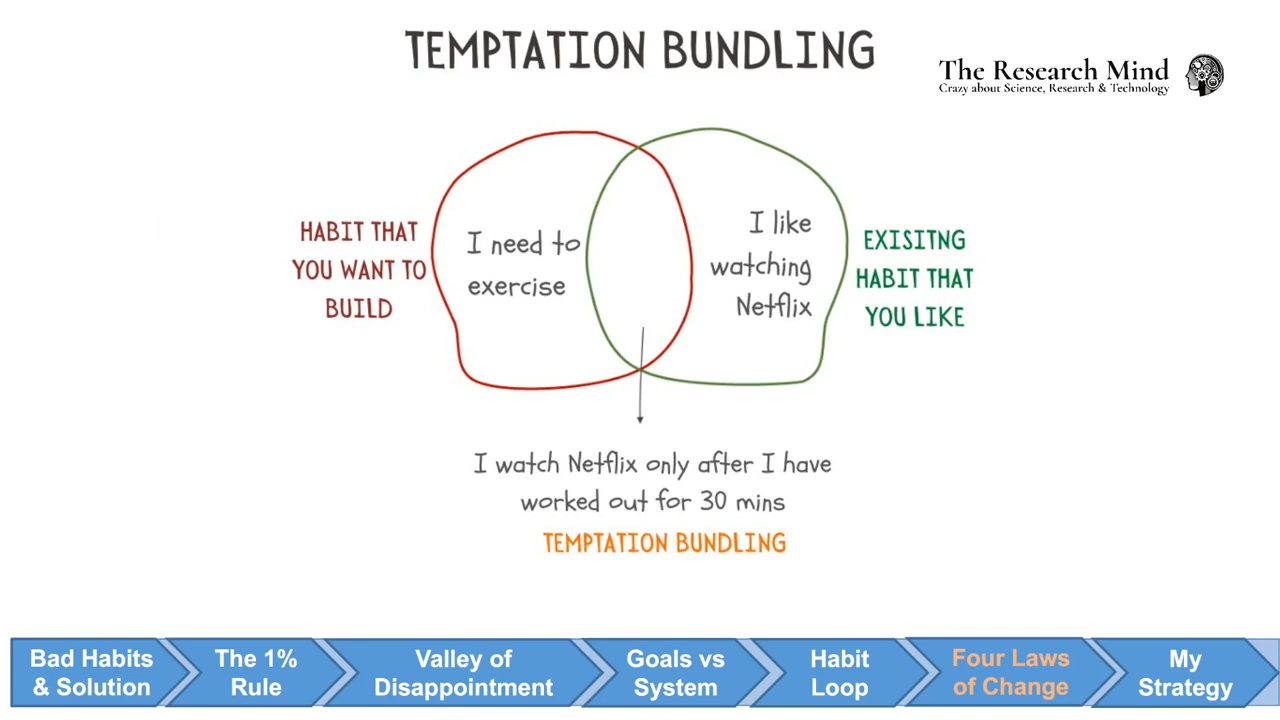 TEMPTATION BUNDLING
The Research Mind
Crazy about Science, Research & Technology
HABIT THAT
YOU WANT TO
BUILD
I need to
exercise
I like
watching
Netflix
EXISITNG
HABIT THAT
YOU LIKE
I watch Netflix only after I have
worked out for 30 mins
TEMPTATION BUNDLING
Bad Habits
& Solution
The 1%
Rule
Valley of
Disappointment
Goals vs
System
Habit
Loop
Four Laws
of Change
My
Strategy